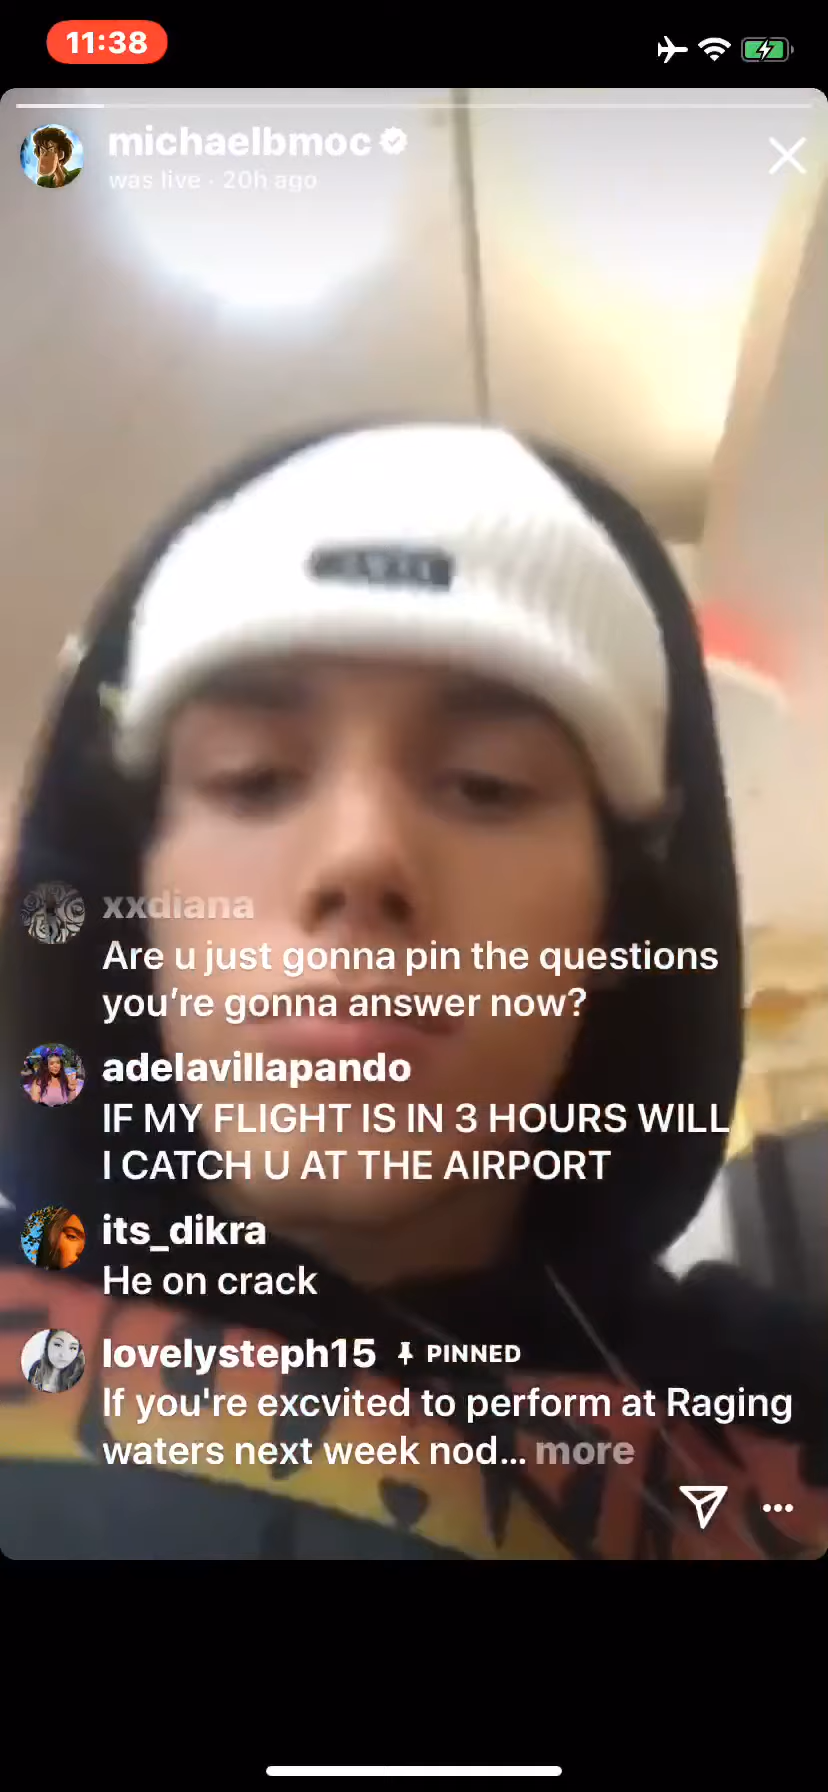 11:38
michaelbmoc
was live · 20h ago
xxdiana
Are u just gonna pin the questions
you're gonna answer now?
adelavillapando
IF MY FLIGHT IS IN 3 HOURS WILL
I CATCH U AT THE AIRPORT
its_dikra
He on crack
lovelysteph15 PINNED
If you're excvited to perform at Raging
waters next week nod... more